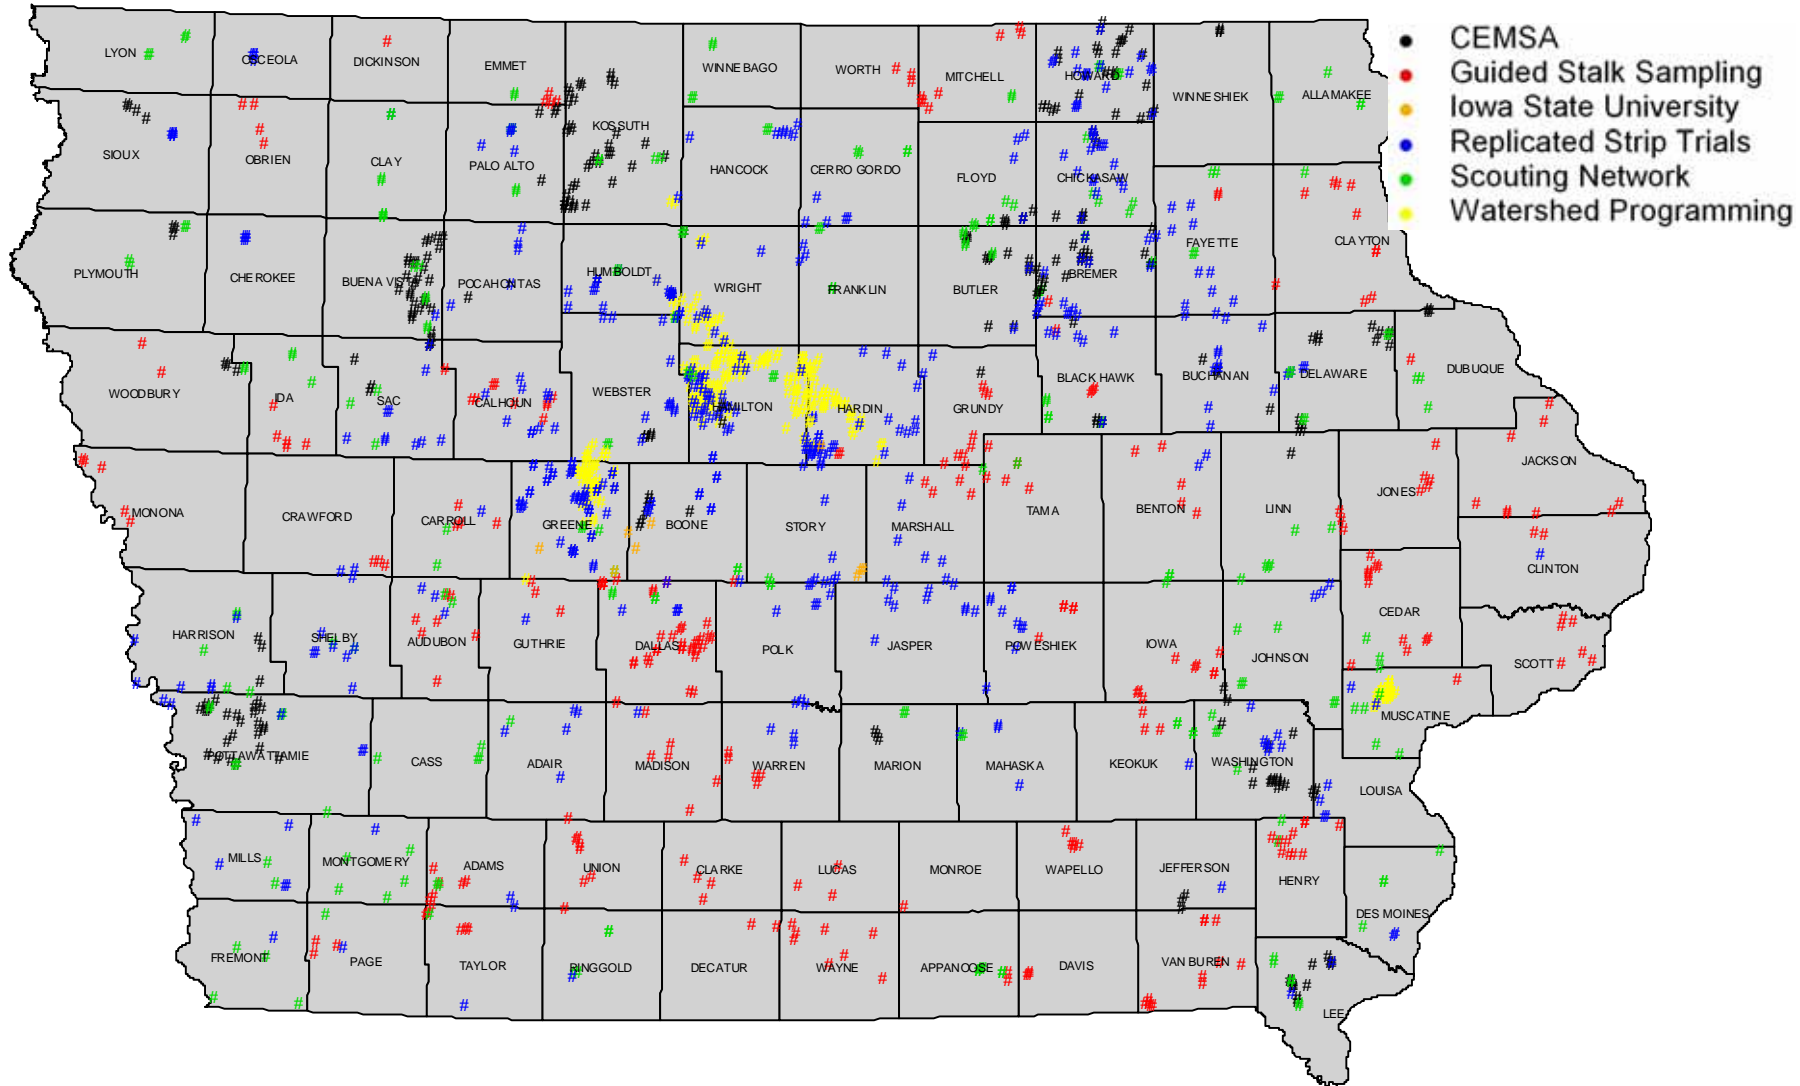 CEMSA
Guided Stalk Sampling
Iowa State University
Replicated Strip Trials
Scouting Network
Watershed Programming
LYON
OSCEOLA
DICKINSON
EMMET
WINNEBAGO
WORTH
MITCHELL
HOWARD
WINNESHIEK
ALLAMAKEE
KOSSUTH
SIOUX
OBRIEN
CLAY
PALO ALTO
HANCOCK
CERRO GORDO
FLOYD
CHICKASAW
PLYMOUTH
CHEROKEE
BUENA VISTA
POCAHONTAS
HUMBOLDT
WRIGHT
FRANKLIN
BUTLER
BREMER
FAYETTE
CLAYTON
WOODBURY
IDA
SAC
CALHOUN
WEBSTER
HAMILTON
HARDIN
GRUNDY
BLACK HAWK
BUCHANAN
DELAWARE
DUBUQUE
MONONA
CRAWFORD
CARROLL
GREENE
BOONE
STORY
MARSHALL
TAMA
BENTON
LINN
JONES
JACKSON
CLINTON
HARRISON
SHELBY
AUDUBON
GUTHRIE
DALLAS
POLK
JASPER
POWESHIEK
IOWA
JOHNSON
CEDAR
SCOTT
MUSCATINE
POTTAWATTAMIE
CASS
ADAIR
MADISON
WARREN
MARION
MAHASKA
KEOKUK
WASHINGTON
LOUISA
MILLS
MONTGOMERY
ADAMS
UNION
CLARKE
LUCAS
MONROE
WAPELLO
JEFFERSON
HENRY
DES MOINES
FREMONT
PAGE
TAYLOR
RINGGOLD
DECATUR
WAYNE
APPANOOSE
DAVIS
VAN BUREN
LEE